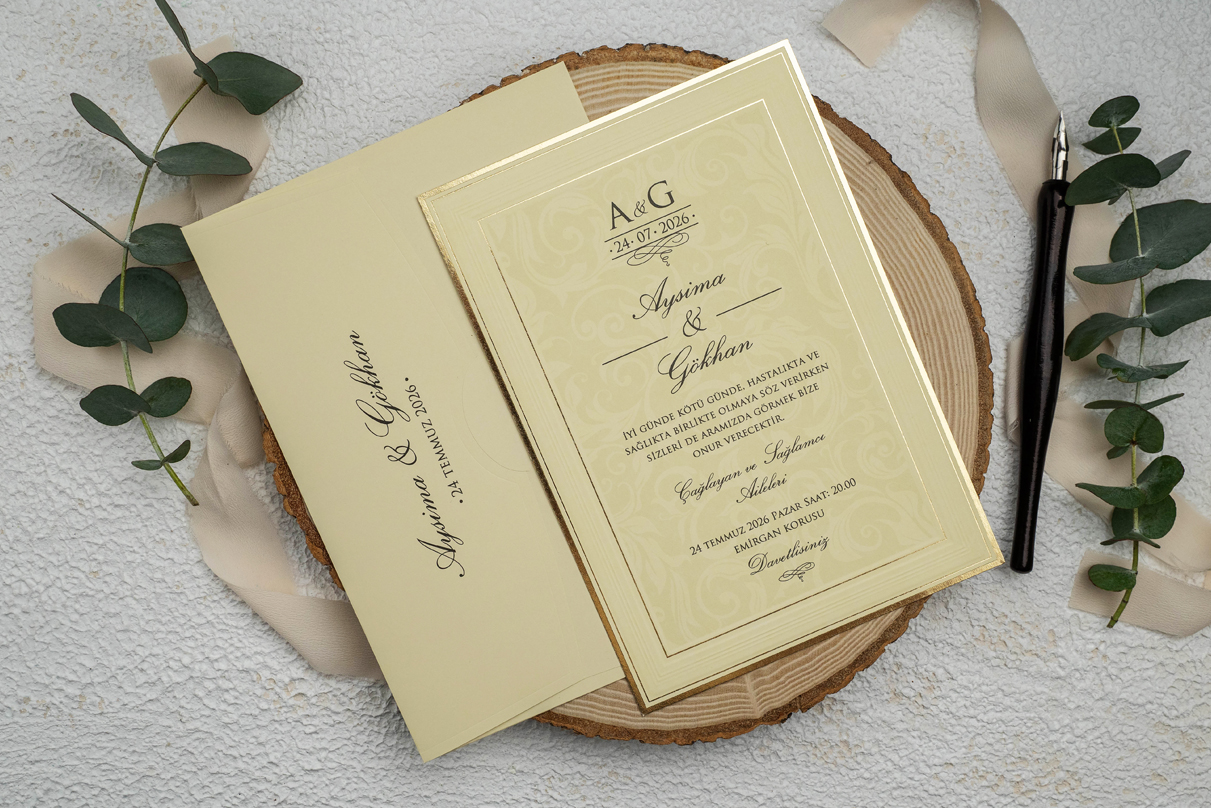 Aysima & Gökhan
• 24 TEMMUZ 2026 •
A&G
· 24 · 07 · 2026 ·
Aysima
&
Gökhan
İYİ GÜNDE KÖTÜ GÜNDE, HASTALIKTA VE
SAĞLIKTA BİRLİKTE OLMAYA SÖZ VERİRKEN
SİZLERİ DE ARAMIZDA GÖRMEK BİZE
ONUR VERECEKTİR.
Çağlayan ve Sağlamcı
Aileleri
24 TEMMUZ 2026 PAZAR SAAT: 20.00
EMİRGAN KORUSU
Davetlisiniz